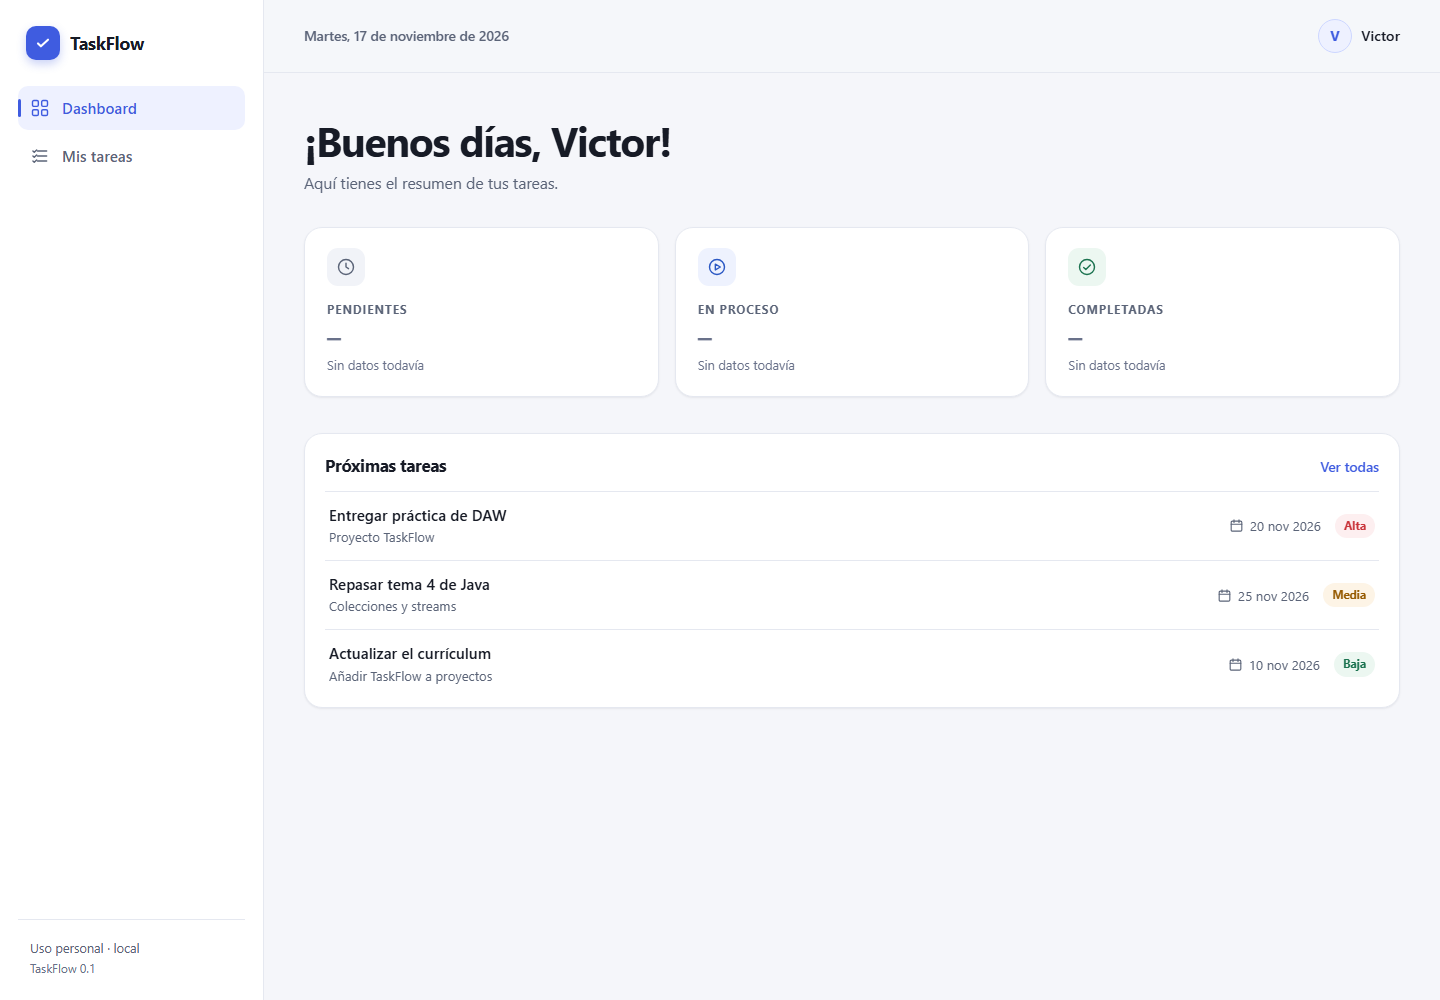 TaskFlow
Dashboard
Mis tareas
Uso personal · local
TaskFlow 0.1
Martes, 17 de noviembre de 2026
V
Victor
¡Buenos días, Victor!
Aquí tienes el resumen de tus tareas.
PENDIENTES
—
Sin datos todavía
EN PROCESO
—
Sin datos todavía
COMPLETADAS
—
Sin datos todavía
Próximas tareas
Ver todas
Entregar práctica de DAW
Proyecto TaskFlow
20 nov 2026
Alta
Repasar tema 4 de Java
Colecciones y streams
25 nov 2026
Media
Actualizar el currículum
Añadir TaskFlow a proyectos
10 nov 2026
Baja